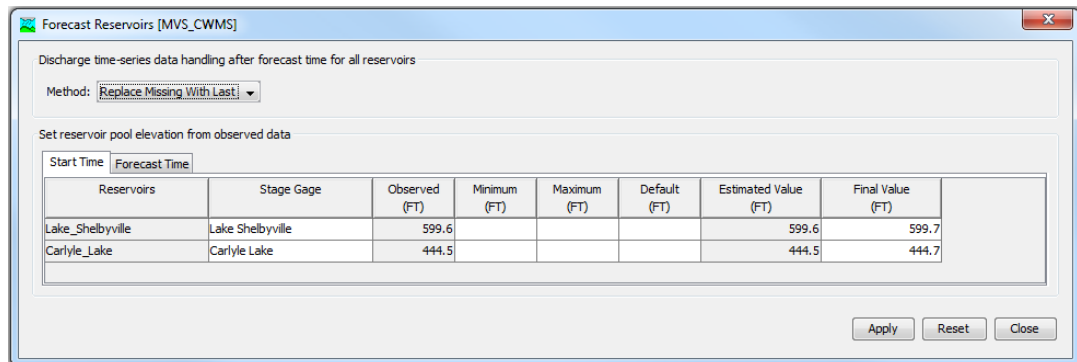 Forecast Reservoirs [MVS_CWMS]
Discharge time-series data handling after forecast time for all reservoirs
Method: Replace Missing With Last
Set reservoir pool elevation from observed data
Start Time Forecast Time
Reservoirs Stage Gage Observed (FT) Minimum (FT) Maximum (FT) Default (FT) Estimated Value (FT) Final Value (FT)
Lake_Shelbyville Lake Shelbyville 599.6 599.6 599.7
Carlyle_Lake Carlyle Lake 444.5 444.5 444.7
Apply Reset Close